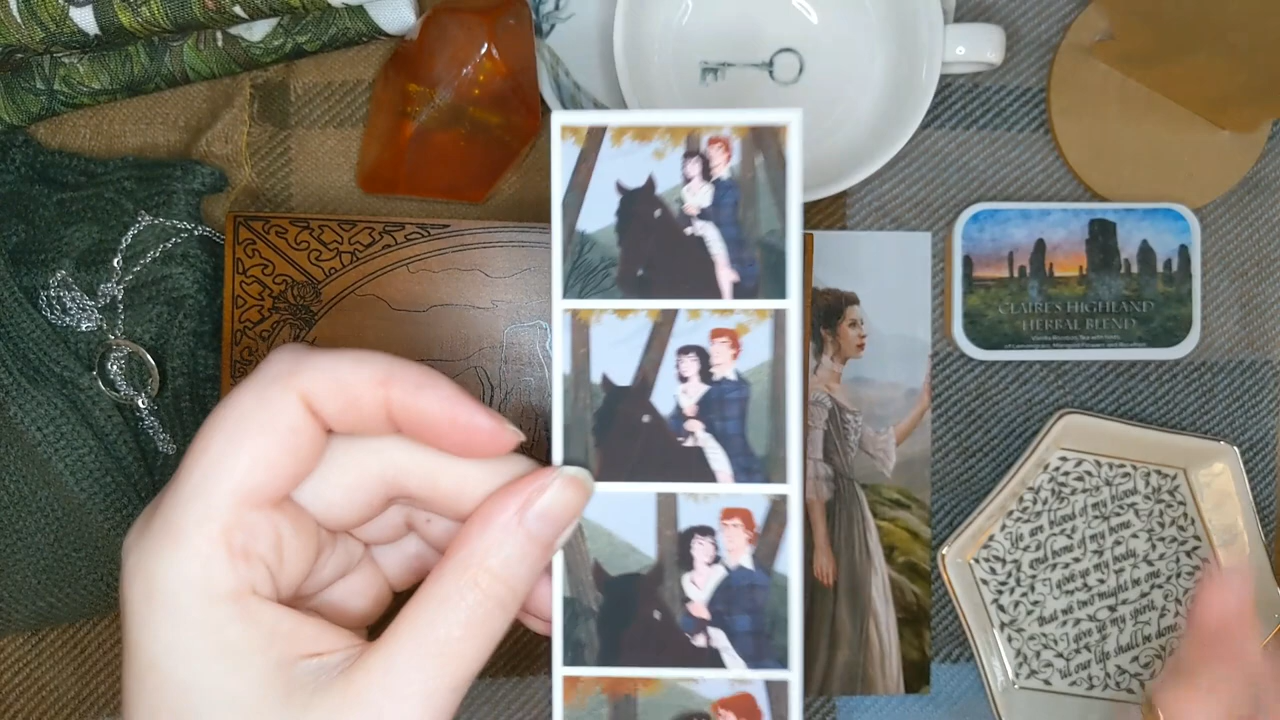 CLAIRE'S HIGHLAND
HERBAL BLEND
Ye are blood of my blood,
and bone of my bone.
I give ye my body,
that we two might be one.
I give ye my spirit,
'til our life shall be done.